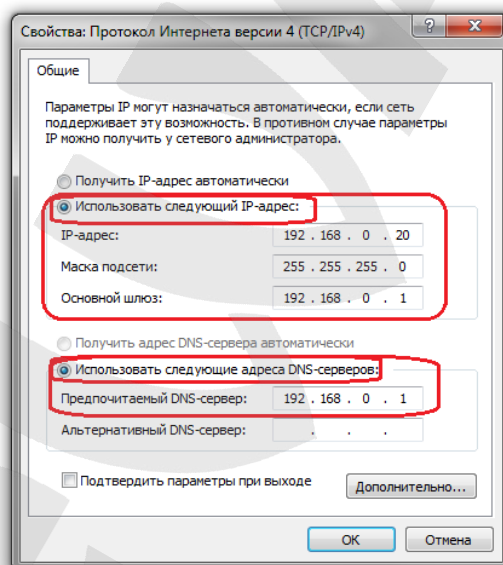 Свойства: Протокол Интернета версии 4 (TCP/IPv4)
Общие
Параметры IP могут назначаться автоматически, если сеть
поддерживает эту возможность. В противном случае параметры
IP можно получить у сетевого администратора.
Получить IP-адрес автоматически
Использовать следующий IP-адрес:
IP-адрес: 192 . 168 . 0 . 20
Маска подсети: 255 . 255 . 255 . 0
Основной шлюз: 192 . 168 . 0 . 1
Получить адрес DNS-сервера автоматически
Использовать следующие адреса DNS-серверов:
Предпочитаемый DNS-сервер: 192 . 168 . 0 . 1
Альтернативный DNS-сервер: . . .
Подтвердить параметры при выходе
Дополнительно...
ОК Отмена